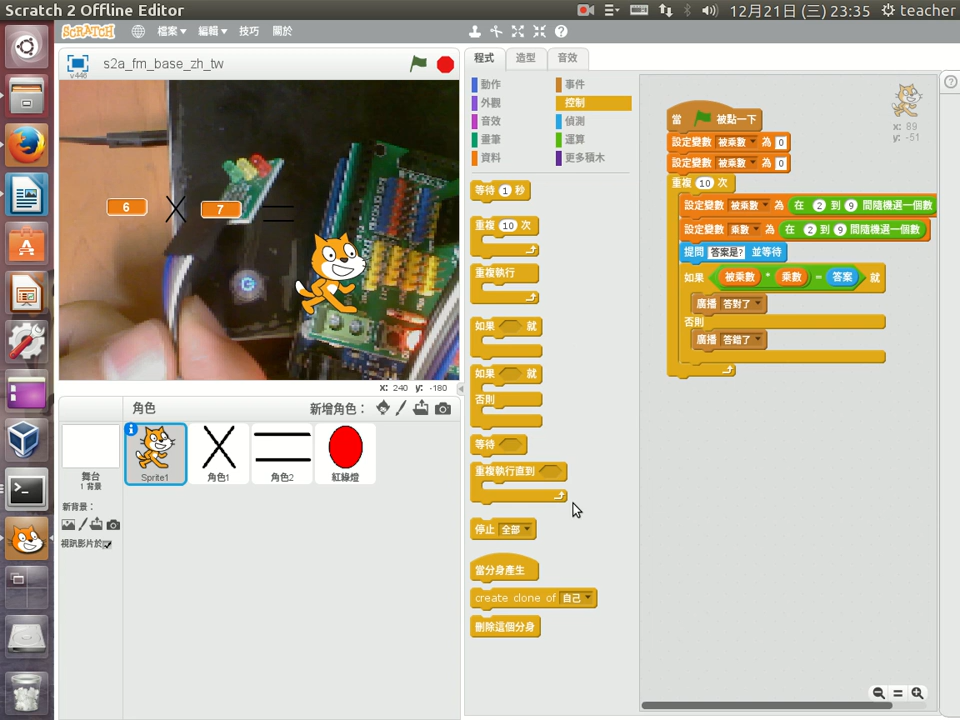 Scratch 2 Offline Editor
12月21日 (三) 23:35 teacher
SCRATCH 檔案 編輯 技巧 關於
v446
s2a_fm_base_zh_tw
6
7
G
x: 240 y: -180
角色 新增角色：
舞台
1 背景
Sprite1
角色1
角色2
紅綠燈
新背景：
視訊影片於
程式 造型 音效
動作 事件
外觀 控制
音效 偵測
畫筆 運算
資料 更多積木
等待 1 秒
重複 10 次
重複執行
如果 就
如果 就
否則
等待
重複執行直到
停止 全部
當分身產生
create clone of 自己
刪除這個分身
當 被點一下
設定變數 被乘數 為 0
設定變數 被乘數 為 0
重複 10 次
設定變數 被乘數 為 在 2 到 9 間隨機選一個數
設定變數 乘數 為 在 2 到 9 間隨機選一個數
提問 答案是? 並等待
如果 被乘數 * 乘數 = 答案 就
廣播 答對了
否則
廣播 答錯了
x: 89
y: -51